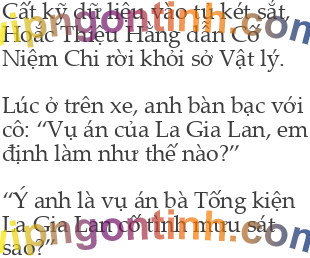 Cất kỹ dữ liệu vào tủ két sắt,
Hoắc Thiệu Hằng dẫn Cố
Niệm Chi rời khỏi sở Vật lý.
Lúc ở trên xe, anh bàn bạc với
cô: “Vụ án của La Gia Lan, em
định làm như thế nào?”
“Ý anh là vụ án bà Tống kiện
La Gia Lan cố tình mưu sát
sao?”
vipngontinh.com
vipngontinh.com